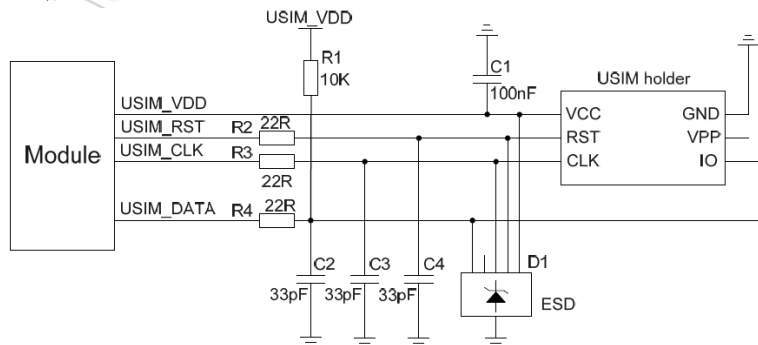 USIM_VDD
R1
10K
C1
100nF
USIM holder
Module
USIM_VDD
USIM_RST
R2
22R
USIM_CLK
R3
22R
USIM_DATA
R4
22R
VCC
GND
RST
VPP
CLK
IO
C2
33pF
C3
33pF
C4
33pF
D1
ESD